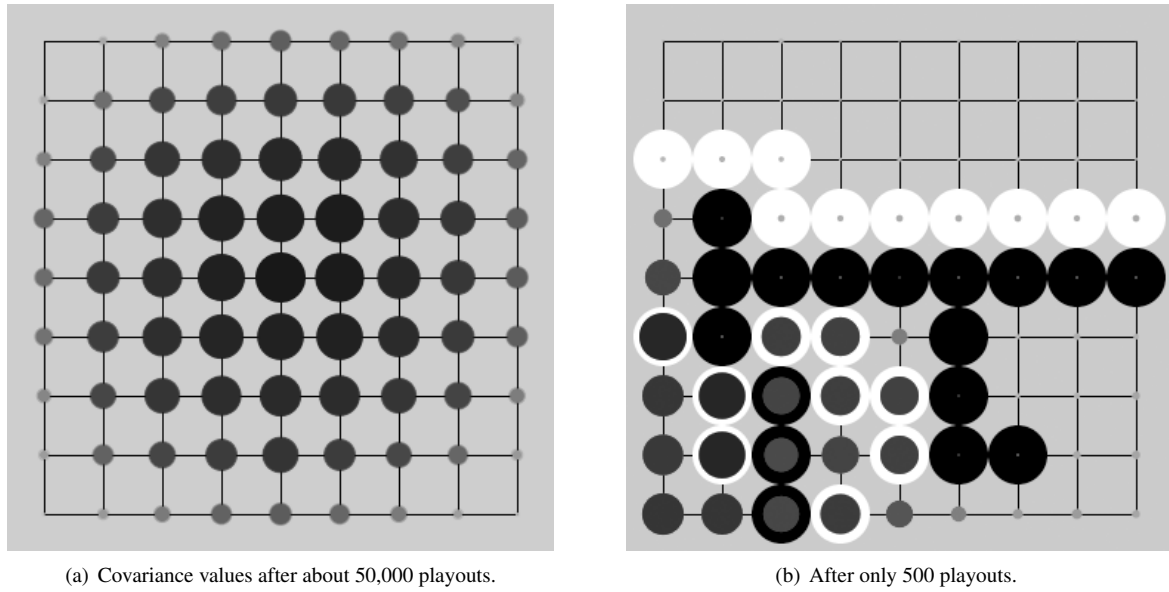 (a) Covariance values after about 50,000 playouts.
(b) After only 500 playouts.